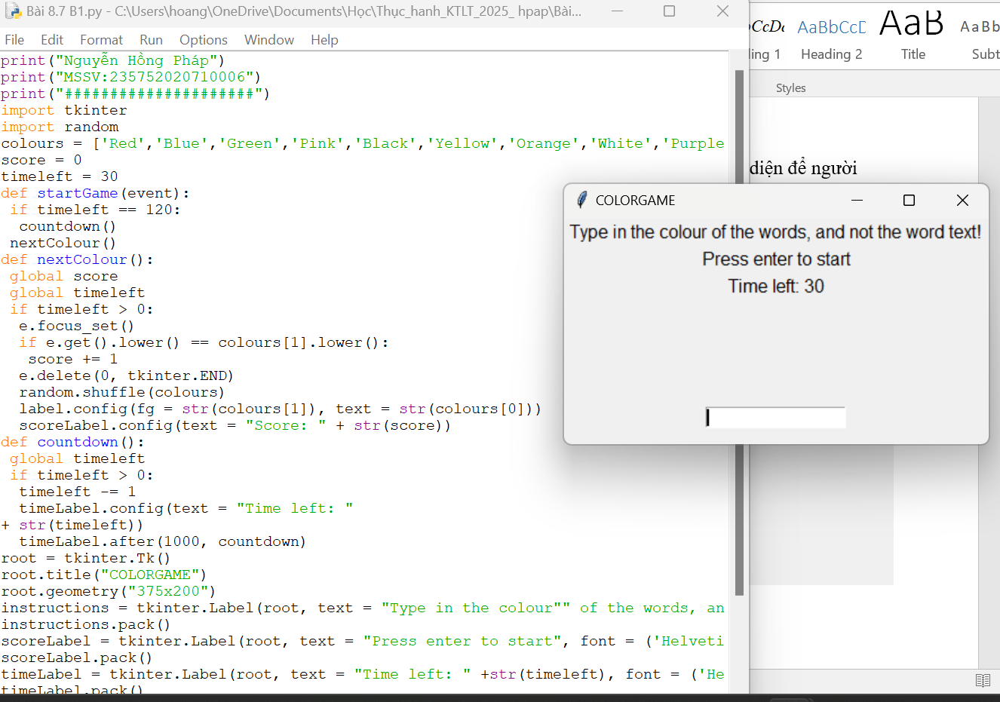 Bài 8.7 B1.py - C:\Users\hoang\OneDrive\Documents\Học\Thực_hanh_KTLT_2025_ hpap\Bài...
File Edit Format Run Options Window Help
print("Nguyễn Hồng Pháp")
print("MSSV:235752020710006")
print("#####################")
import tkinter
import random
colours = ['Red','Blue','Green','Pink','Black','Yellow','Orange','White','Purple
score = 0
timeleft = 30
def startGame(event):
 if timeleft == 120:
  countdown()
 nextColour()
def nextColour():
 global score
 global timeleft
 if timeleft > 0:
  e.focus_set()
  if e.get().lower() == colours[1].lower():
   score += 1
  e.delete(0, tkinter.END)
  random.shuffle(colours)
  label.config(fg = str(colours[1]), text = str(colours[0]))
  scoreLabel.config(text = "Score: " + str(score))
def countdown():
 global timeleft
 if timeleft > 0:
  timeleft -= 1
  timeLabel.config(text = "Time left: "
+ str(timeleft))
  timeLabel.after(1000, countdown)
root = tkinter.Tk()
root.title("COLORGAME")
root.geometry("375x200")
instructions = tkinter.Label(root, text = "Type in the colour"" of the words, an
instructions.pack()
scoreLabel = tkinter.Label(root, text = "Press enter to start", font = ('Helveti
scoreLabel.pack()
timeLabel = tkinter.Label(root, text = "Time left: " +str(timeleft), font = ('He
timeLabel.pack()
AaBbCcD AaB AaBb
ing 1 Heading 2 Title Subt
Styles
diện để người
COLORGAME
Type in the colour of the words, and not the word text!
Press enter to start
Time left: 30